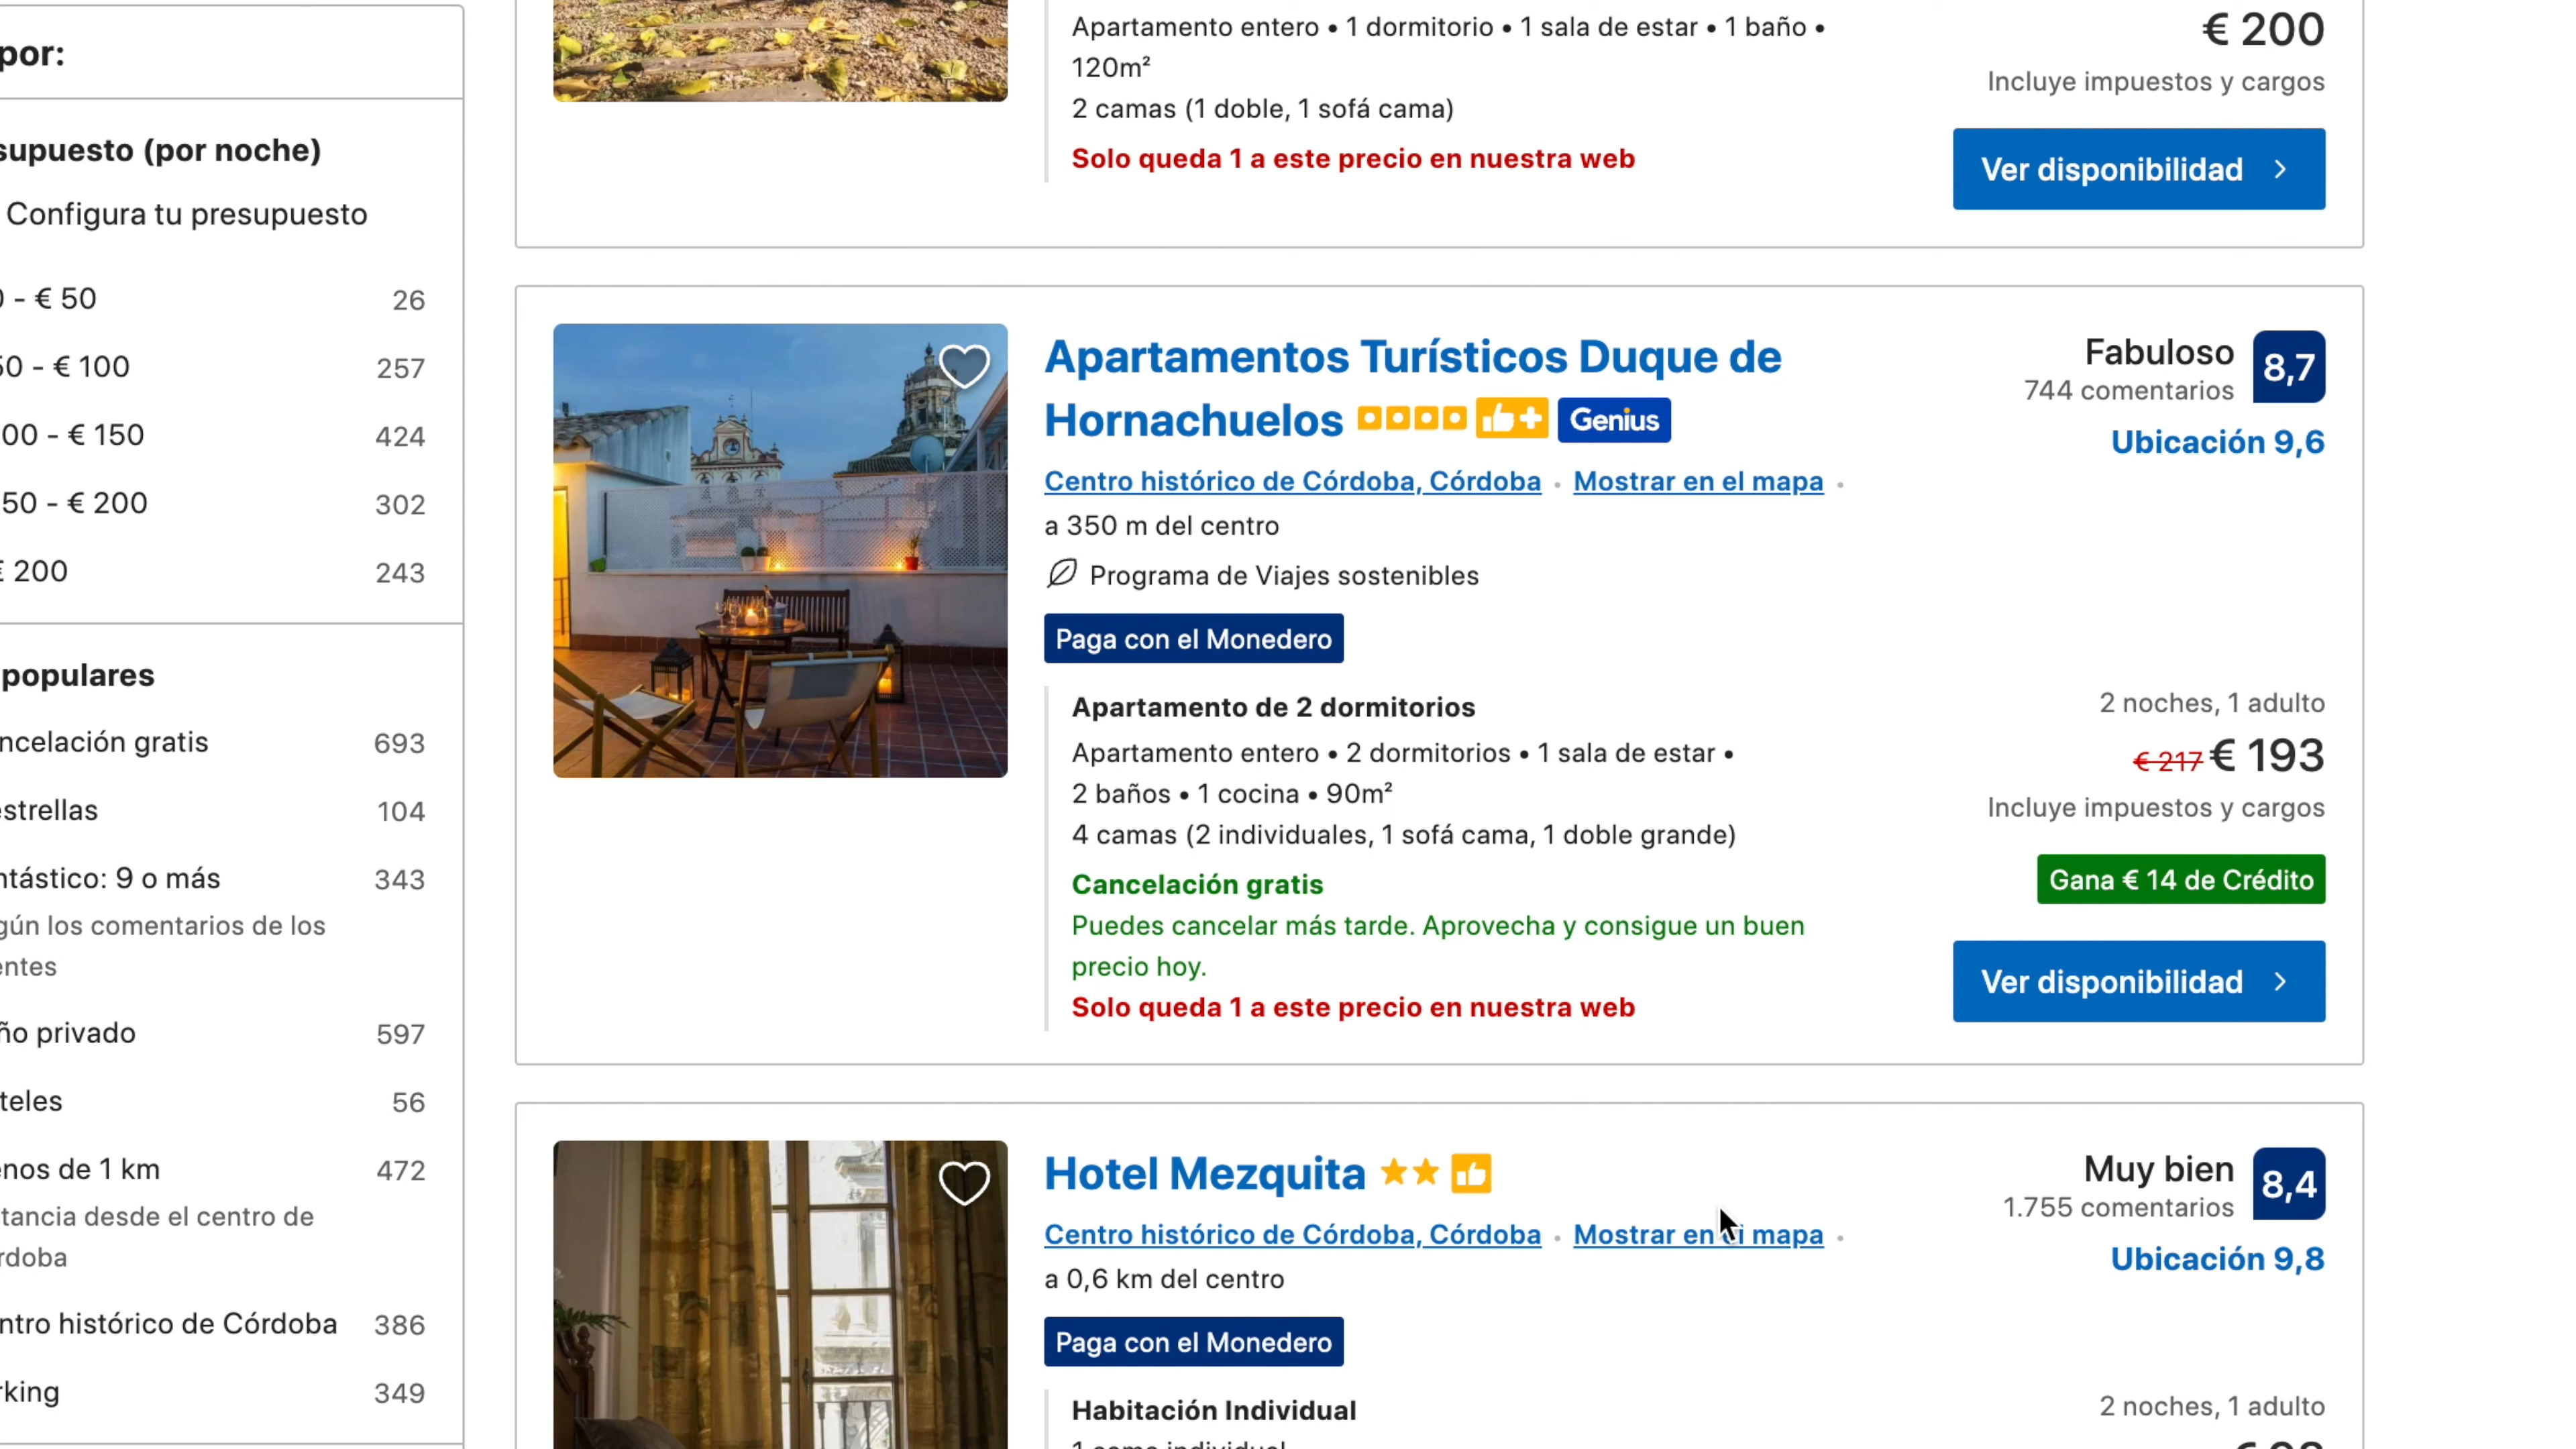 por:
supuesto (por noche)
Configura tu presupuesto
- € 50 26
- € 100 257
- € 150 424
- € 200 302
200 243
populares
ncelación gratis 693
estrellas 104
ntástico: 9 o más 343
gún los comentarios de los
entes
ño privado 597
teles 56
enos de 1 km 472
tancia desde el centro de
rdoba
ntro histórico de Córdoba 386
rking 349
Apartamento entero • 1 dormitorio • 1 sala de estar • 1 baño •
120m²
2 camas (1 doble, 1 sofá cama)
Solo queda 1 a este precio en nuestra web
€ 200
Incluye impuestos y cargos
Ver disponibilidad
Apartamentos Turísticos Duque de
Hornachuelos Genius
Centro histórico de Córdoba, Córdoba • Mostrar en el mapa •
a 350 m del centro
Programa de Viajes sostenibles
Paga con el Monedero
Fabuloso 8,7
744 comentarios
Ubicación 9,6
Apartamento de 2 dormitorios
Apartamento entero • 2 dormitorios • 1 sala de estar •
2 baños • 1 cocina • 90m²
4 camas (2 individuales, 1 sofá cama, 1 doble grande)
Cancelación gratis
Puedes cancelar más tarde. Aprovecha y consigue un buen
precio hoy.
Solo queda 1 a este precio en nuestra web
2 noches, 1 adulto
€ 217 € 193
Incluye impuestos y cargos
Gana € 14 de Crédito
Ver disponibilidad
Hotel Mezquita
Centro histórico de Córdoba, Córdoba • Mostrar en el mapa •
a 0,6 km del centro
Paga con el Monedero
Muy bien 8,4
1.755 comentarios
Ubicación 9,8
Habitación Individual
2 noches, 1 adulto